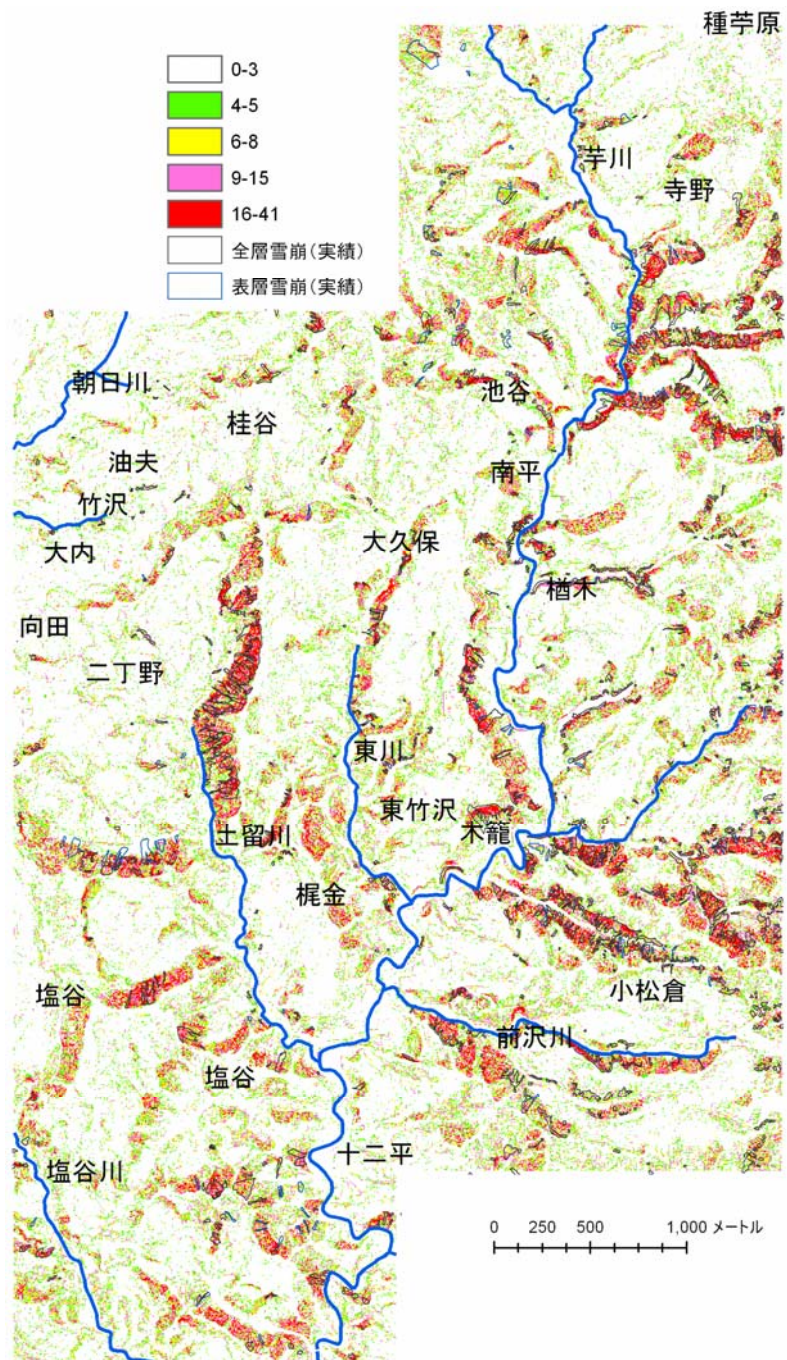 種苧原
0-3
4-5
6-8
9-15
16-41
全層雪崩(実績)
表層雪崩(実績)
芋川
寺野
朝日川
池谷
桂谷
油夫
南平
竹沢
大内
大久保
楢木
向田
二丁野
東川
東竹沢
土留川
木籠
梶金
塩谷
小松倉
前沢川
塩谷
十二平
塩谷川
0 250 500 1,000 メートル